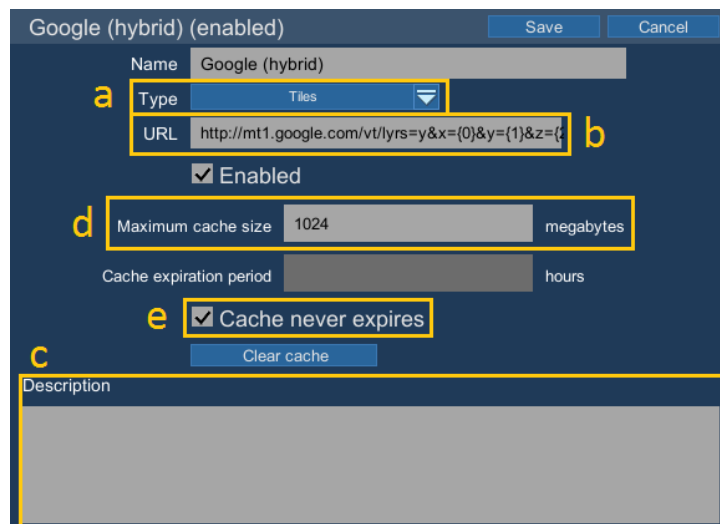 Google (hybrid) (enabled) Save Cancel
Name Google (hybrid)
a Type Tiles
URL http://mt1.google.com/vt/lyrs=y&x={0}&y={1}&z={2 b
Enabled
d Maximum cache size 1024 megabytes
Cache expiration period hours
e Cache never expires
c Clear cache
Description